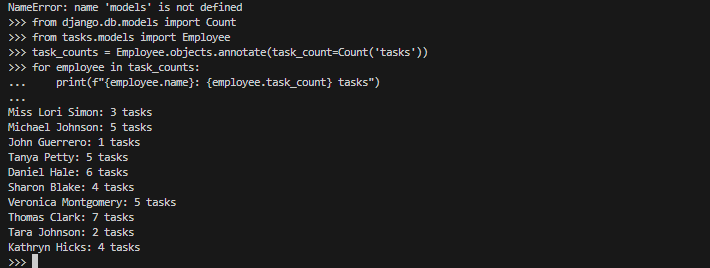 NameError: name 'models' is not defined
>>> from django.db.models import Count
>>> from tasks.models import Employee
>>> task_counts = Employee.objects.annotate(task_count=Count('tasks'))
>>> for employee in task_counts:
...     print(f"{employee.name}: {employee.task_count} tasks")
...
Miss Lori Simon: 3 tasks
Michael Johnson: 5 tasks
John Guerrero: 1 tasks
Tanya Petty: 5 tasks
Daniel Hale: 6 tasks
Sharon Blake: 4 tasks
Veronica Montgomery: 5 tasks
Thomas Clark: 7 tasks
Tara Johnson: 2 tasks
Kathryn Hicks: 4 tasks
>>>